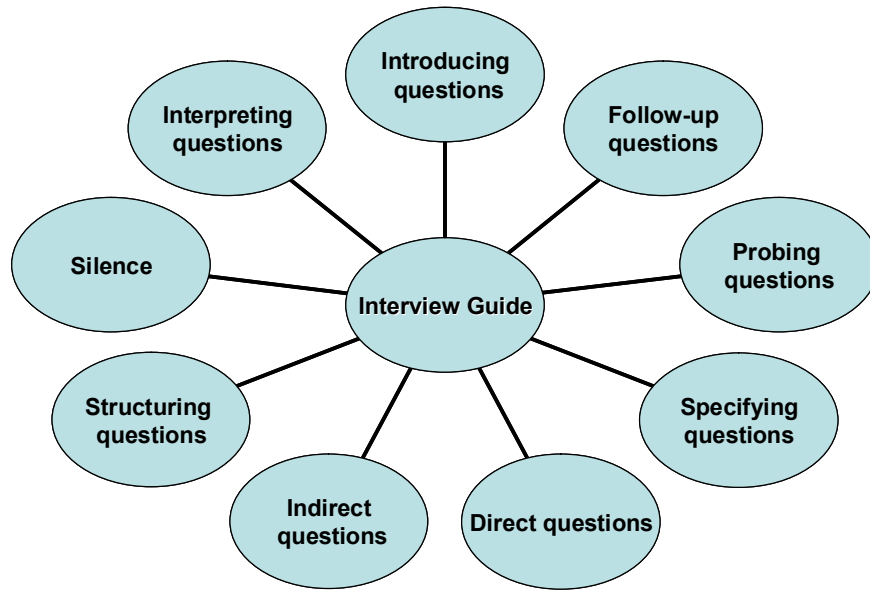 Introducing
questions
Interpreting
questions
Follow-up
questions
Silence
Probing
questions
Interview Guide
Structuring
questions
Specifying
questions
Indirect
questions
Direct questions